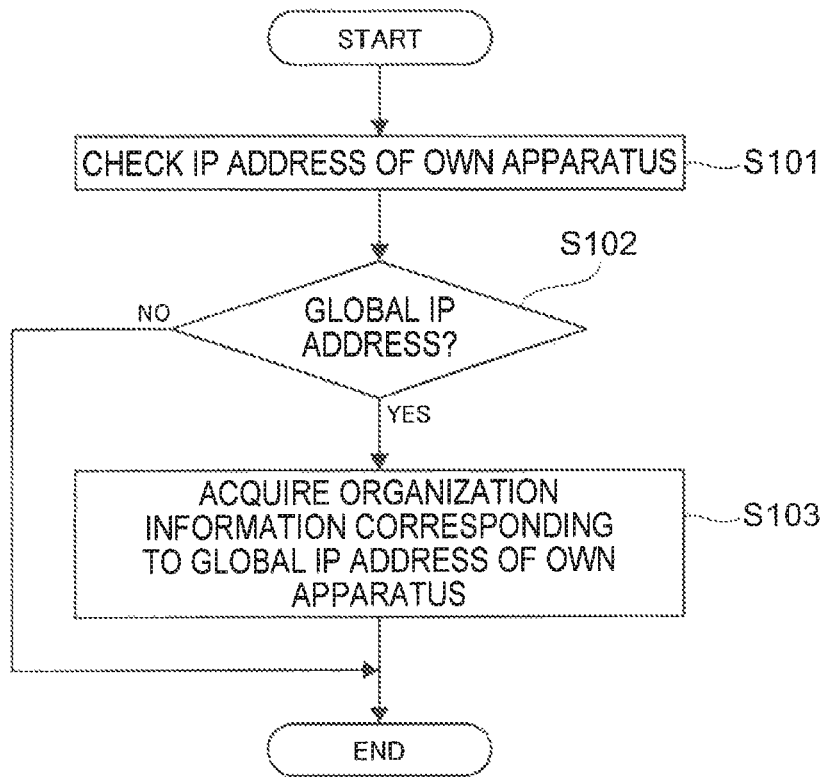 START
CHECK IP ADDRESS OF OWN APPARATUS
S101
S102
GLOBAL IP
ADDRESS?
NO
YES
ACQUIRE ORGANIZATION
INFORMATION CORRESPONDING
TO GLOBAL IP ADDRESS OF OWN
APPARATUS
S103
END